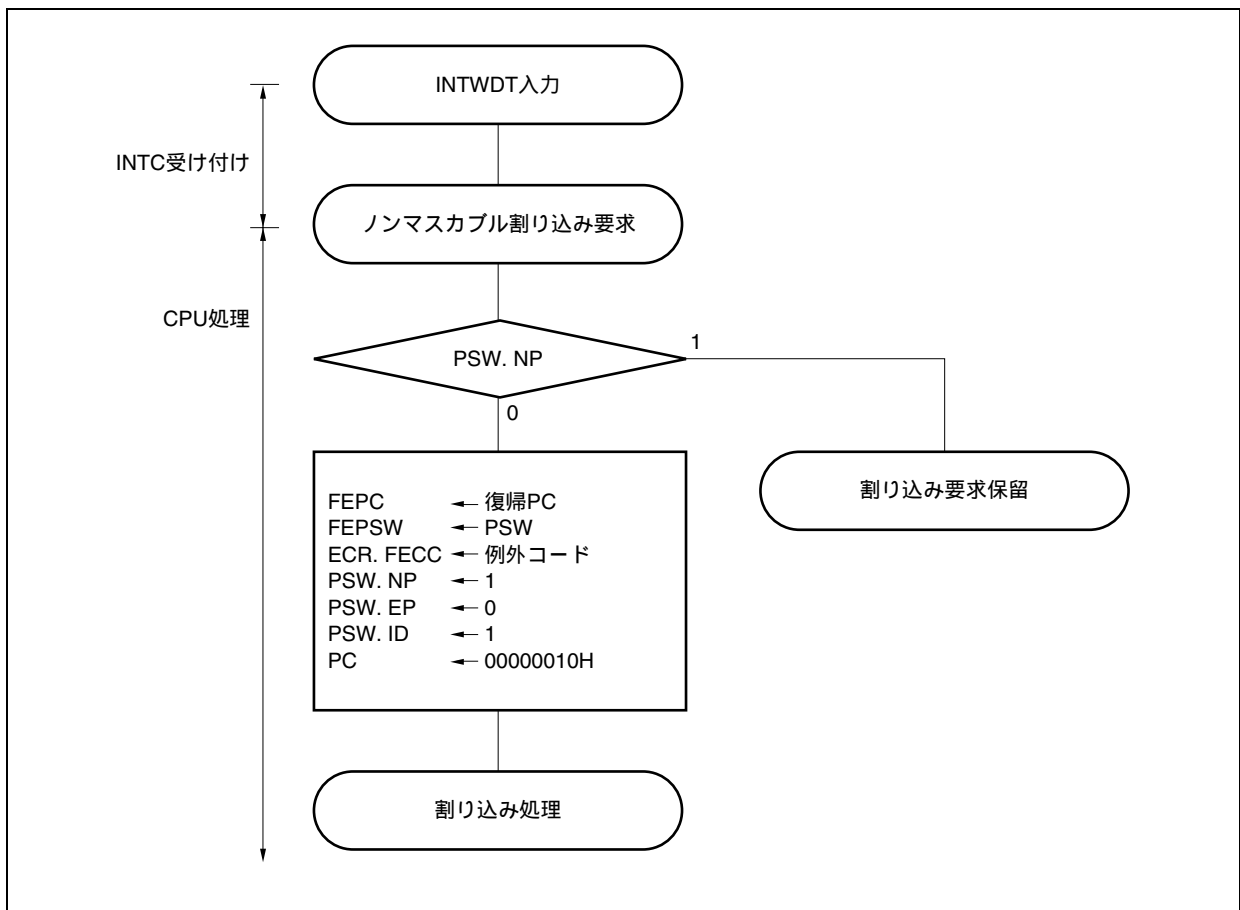 INTWDT入力
INTC受け付け
ノンマスカブル割り込み要求
CPU処理
PSW. NP
1
0
FEPC ← 復帰PC
FEPSW ← PSW
ECR. FECC ← 例外コード
PSW. NP ← 1
PSW. EP ← 0
PSW. ID ← 1
PC ← 00000010H
割り込み要求保留
割り込み処理